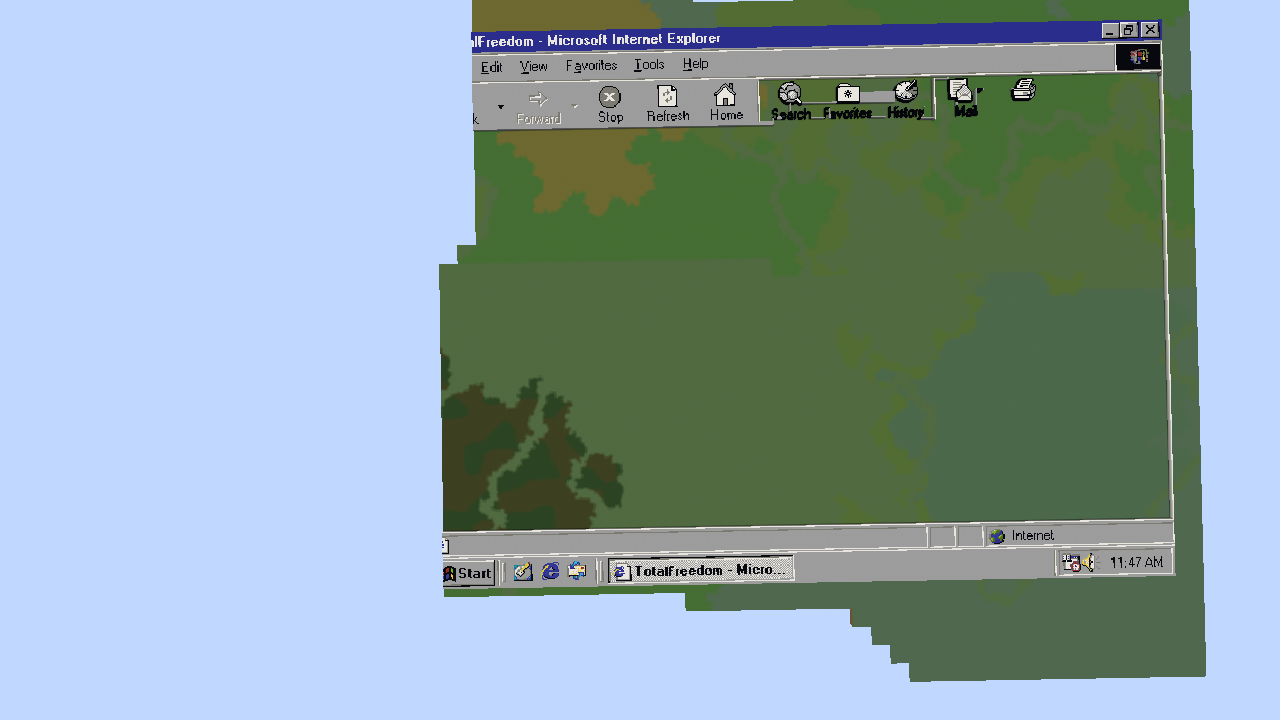 lFreedom - Microsoft Internet Explorer
Edit View Favorites Tools Help
k Forward Stop Refresh Home Search Favorites History Mail
Internet
Start TotalFreedom - Micro... 11:47 AM